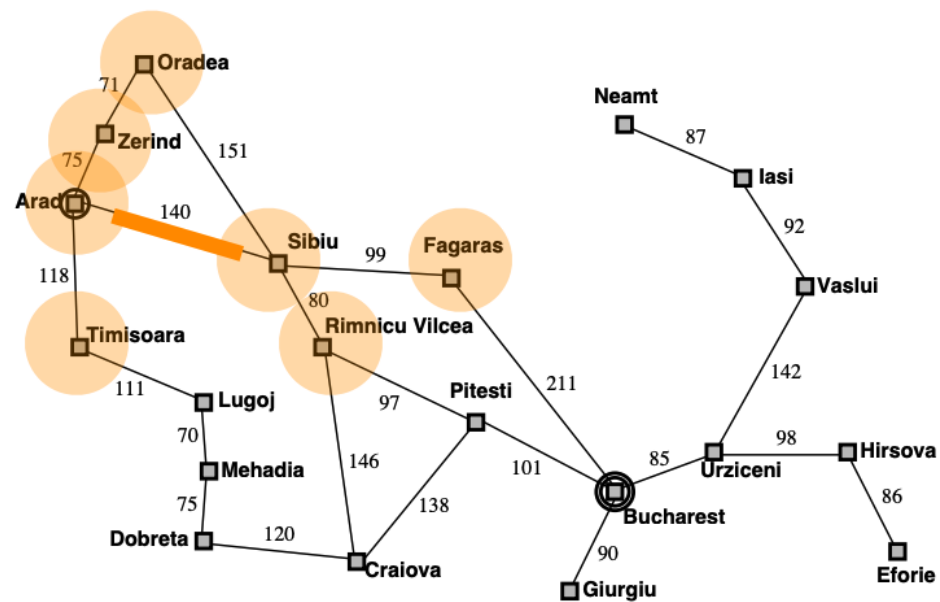 Oradea
71
Neamt
Zerind
87
151
75
Iasi
Arad
140
92
Sibiu
Fagaras
99
118
Vaslui
80
Timisoara
Rimnicu Vilcea
142
111
Lugoj
97
Pitesti
211
70
98
Hirsova
146
85
Urziceni
Mehadia
101
75
138
86
Bucharest
Dobreta
120
90
Craiova
Eforie
Giurgiu